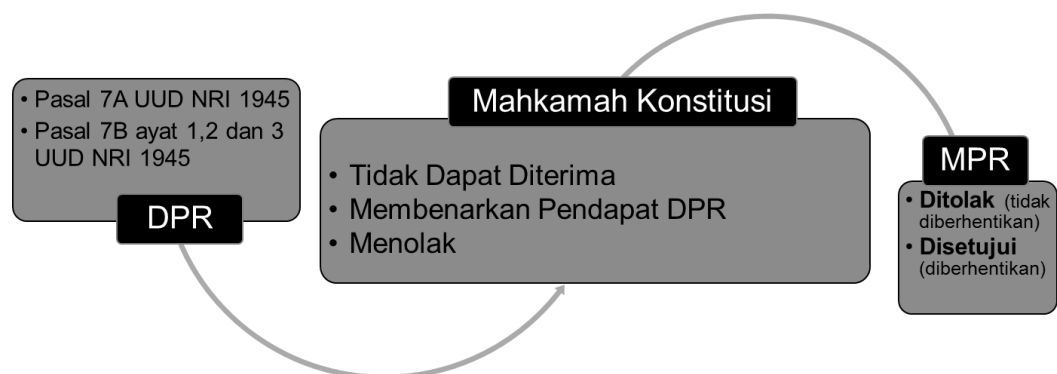 • Pasal 7A UUD NRI 1945
• Pasal 7B ayat 1,2 dan 3
UUD NRI 1945
DPR
Mahkamah Konstitusi
• Tidak Dapat Diterima
• Membenarkan Pendapat DPR
• Menolak
MPR
• Ditolak (tidak
diberhentikan)
• Disetujui
(diberhentikan)